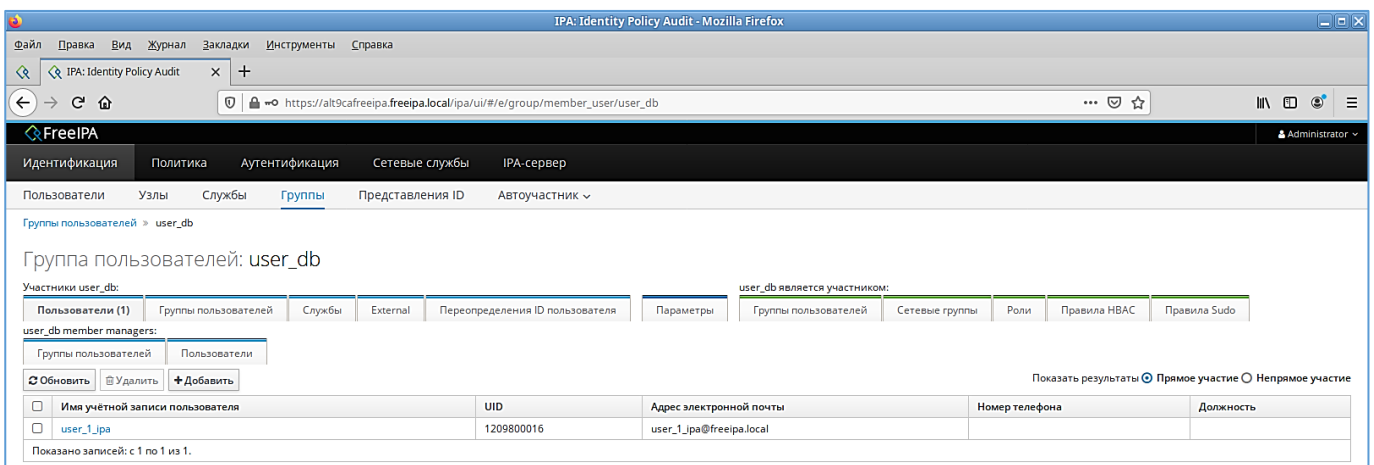 IPA: Identity Policy Audit - Mozilla Firefox
Файл Правка Вид Журнал Закладки Инструменты Справка
IPA: Identity Policy Audit
https://alt9cafreeipa.freeipa.local/ipa/ui/#/e/group/member_user/user_db
FreeIPA Administrator
Идентификация Политика Аутентификация Сетевые службы IPA-сервер
Пользователи Узлы Службы Группы Представления ID Автоучастник
Группы пользователей » user_db
Группа пользователей: user_db
Участники user_db: user_db является участником:
Пользователи (1) Группы пользователей Службы External Переопределения ID пользователя Параметры Группы пользователей Сетевые группы Роли Правила HBAC Правила Sudo
user_db member managers:
Группы пользователей Пользователи
Обновить Удалить Добавить Показать результаты Прямое участие Непрямое участие
Имя учётной записи пользователя UID Адрес электронной почты Номер телефона Должность
user_1_ipa 1209800016 user_1_ipa@freeipa.local
Показано записей: с 1 по 1 из 1.